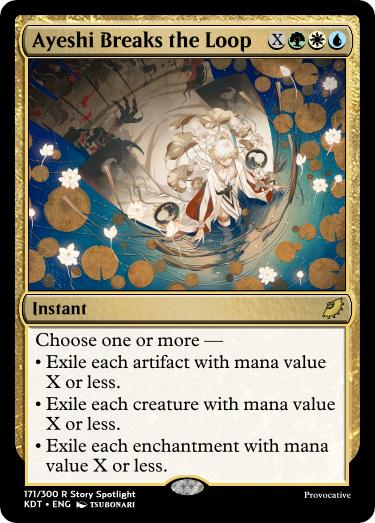 Ayeshi Breaks the Loop X
Instant
Choose one or more —
• Exile each artifact with mana value
X or less.
• Exile each creature with mana value
X or less.
• Exile each enchantment with mana
value X or less.
171/300 R Story Spotlight
KDT • ENG TSUBONARI
Provocative